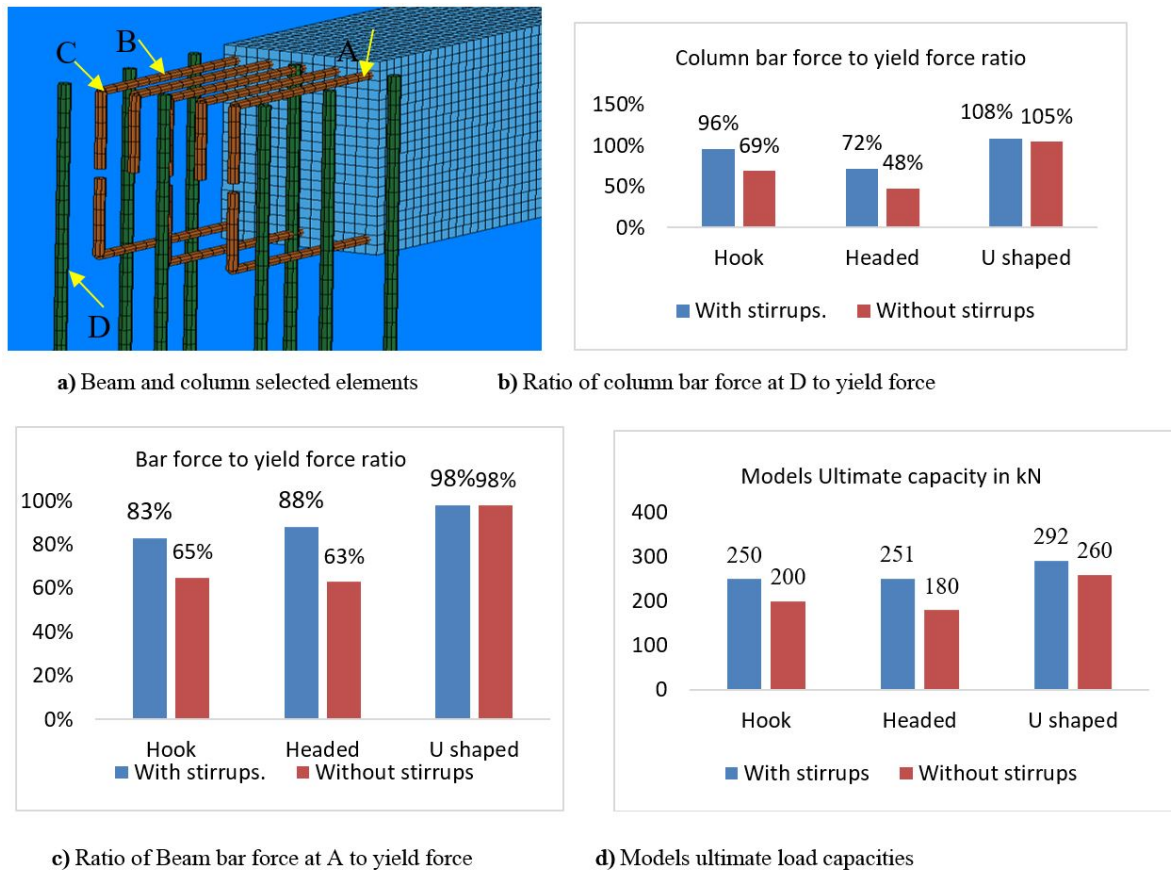 C
B
A
D
a) Beam and column selected elements
Column bar force to yield force ratio
150%
100%
50%
0%
96%
69%
72%
48%
108%
105%
Hook
Headed
U shaped
With stirrups.
Without stirrups
b) Ratio of column bar force at D to yield force
Bar force to yield force ratio
100%
80%
60%
40%
20%
0%
83%
65%
88%
63%
98%
98%
Hook
Headed
U shaped
With stirrups.
Without stirrups
c) Ratio of Beam bar force at A to yield force
Models Ultimate capacity in kN
400
300
200
100
0
250
200
251
180
292
260
Hook
Headed
U shaped
With stirrups
Without stirrups
d) Models ultimate load capacities